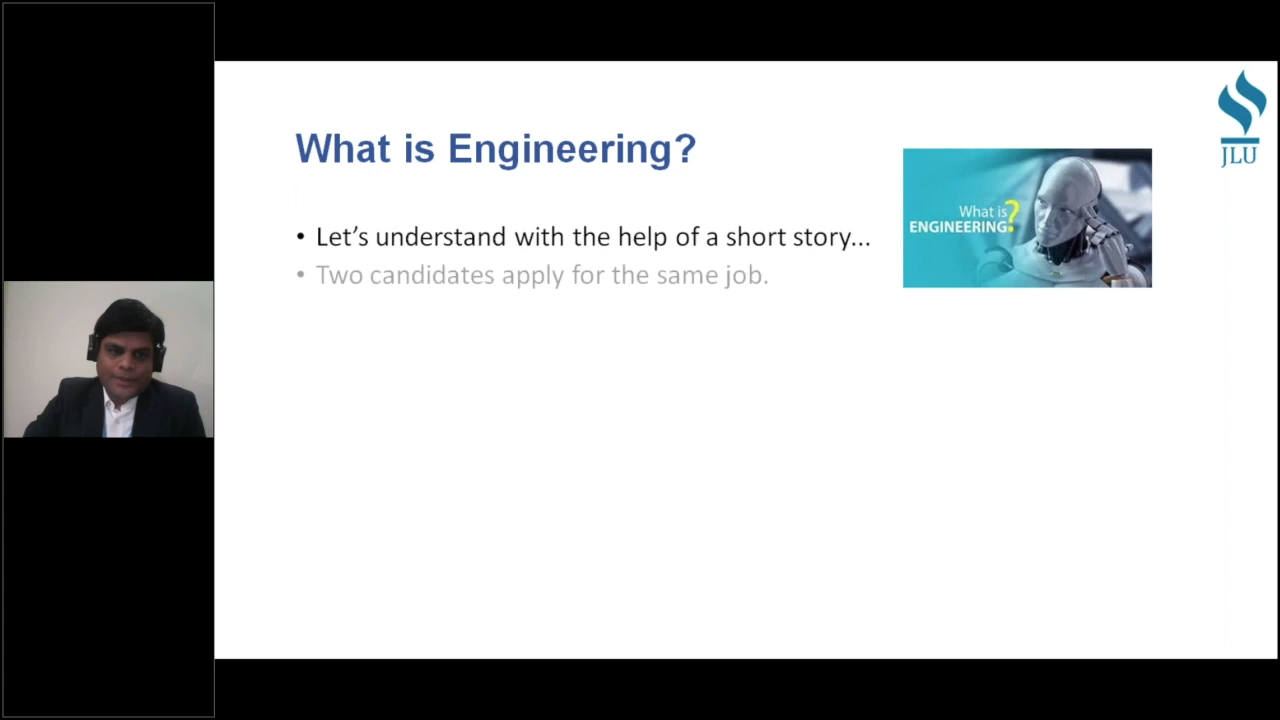 JLU
What is Engineering?
What is
ENGINEERING?
• Let’s understand with the help of a short story...
• Two candidates apply for the same job.